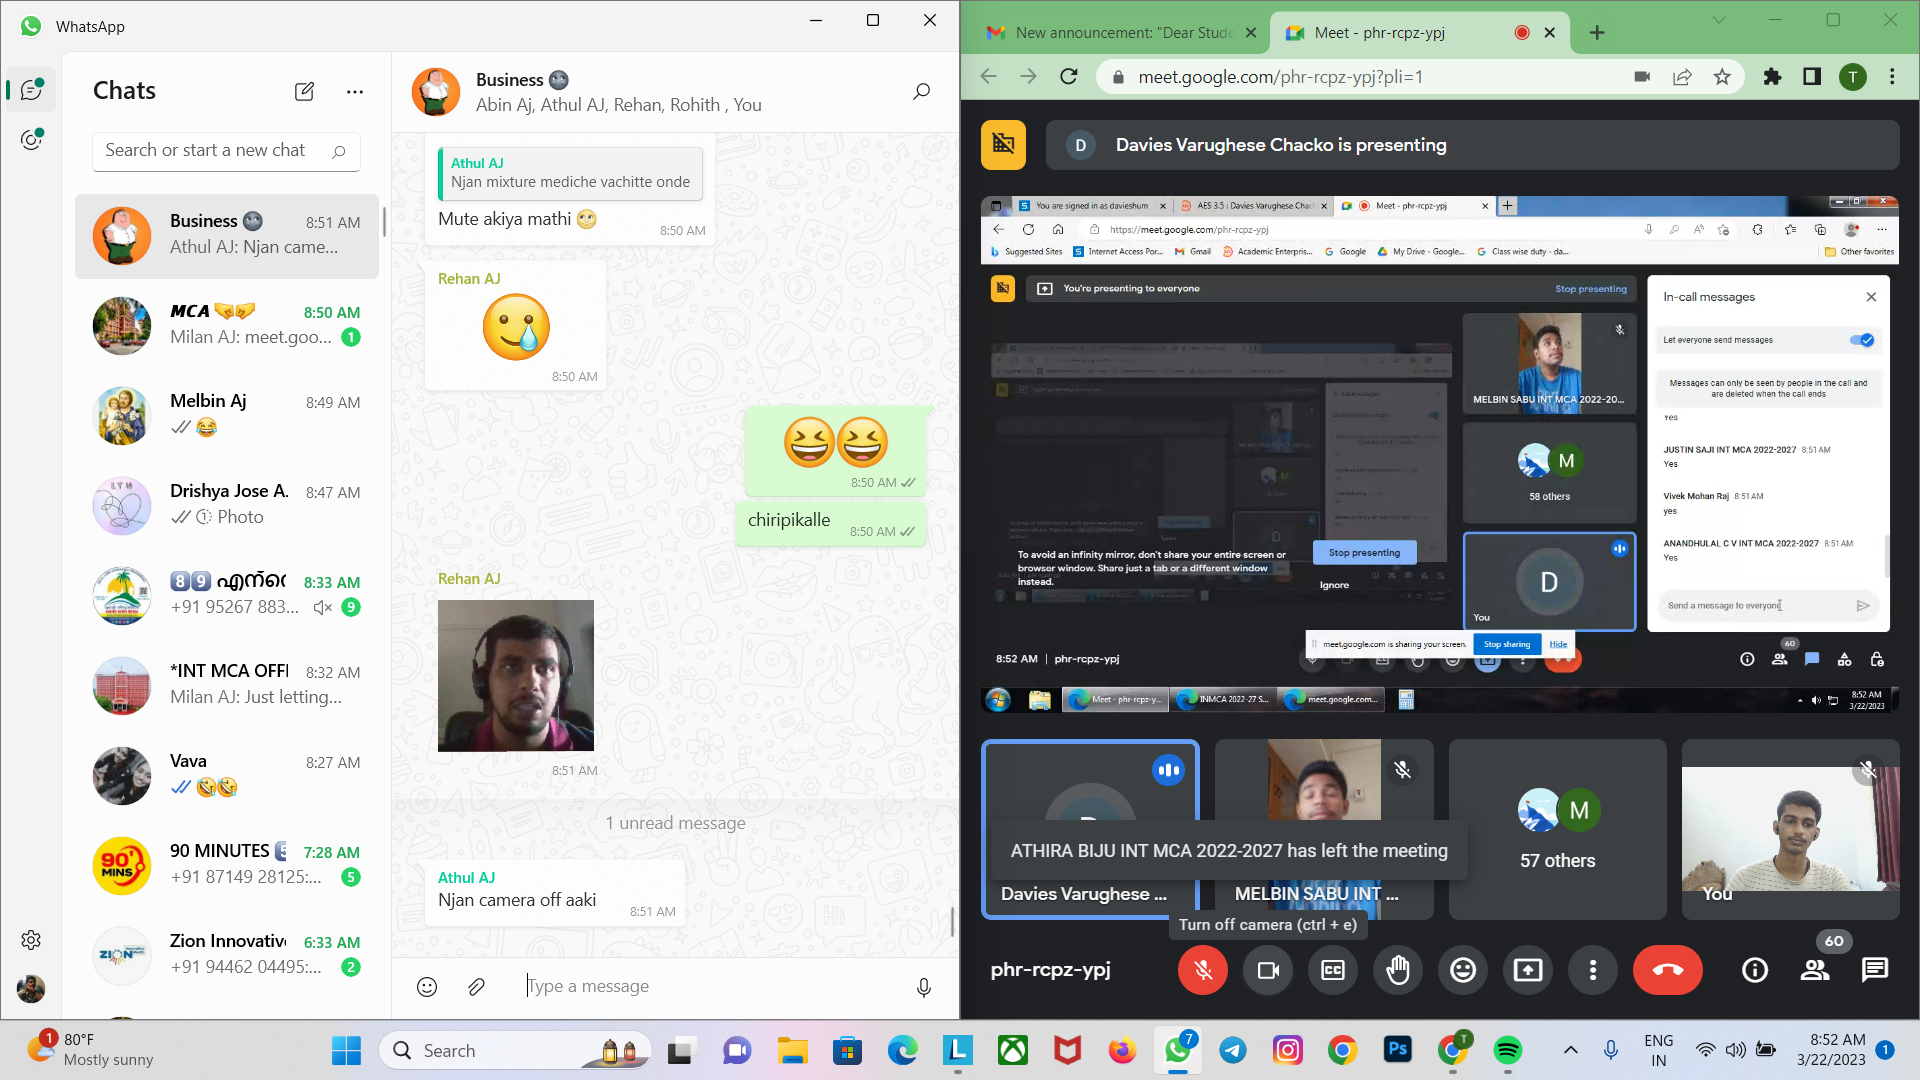 WhatsApp
Chats
Search or start a new chat
Business
8:51 AM
Athul AJ: Njan came...
MCA
8:50 AM
Milan AJ: meet.goo...
1
Melbin Aj
8:49 AM
Drishya Jose A.
8:47 AM
Photo
89 എന്റെ
8:33 AM
+91 95267 883...
9
*INT MCA OFFI
8:32 AM
Milan AJ: Just letting...
Vava
8:27 AM
90 MINUTES 5
7:28 AM
+91 87149 28125:...
5
Zion Innovativ
6:33 AM
+91 94462 04495:...
2
Business
Abin Aj, Athul AJ, Rehan, Rohith , You
Athul AJ
Njan mixture mediche vachitte onde
Mute akiya mathi
8:50 AM
Rehan AJ
8:50 AM
8:50 AM
chiripikalle
8:50 AM
Rehan AJ
8:51 AM
1 unread message
Athul AJ
Njan camera off aaki
8:51 AM
Type a message
New announcement: "Dear Stude
Meet - phr-rcpz-ypj
meet.google.com/phr-rcpz-ypj?pli=1
T
D
Davies Varughese Chacko is presenting
You are signed in as davieshum
AES 3.5 : Davies Varughese Chac
Meet - phr-rcpz-ypj
https://meet.google.com/phr-rcpz-ypj
Suggested Sites
Internet Access Por...
Gmail
Academic Enterpris...
Google
My Drive - Google...
Class wise duty - da...
Other favorites
You're presenting to everyone
Stop presenting
MELBIN SABU INT MCA 2022-20...
M
58 others
To avoid an infinity mirror, don't share your entire screen or
browser window. Share just a tab or a different window
instead.
Stop presenting
Ignore
D
You
In-call messages
Let everyone send messages
Messages can only be seen by people in the call and
are deleted when the call ends
Yes
JUSTIN SAJI INT MCA 2022-2027 8:51 AM
Yes
Vivek Mohan Raj 8:51 AM
yes
ANANDHULAL C V INT MCA 2022-2027 8:51 AM
Yes
Send a message to everyone
meet.google.com is sharing your screen.
Stop sharing
Hide
8:52 AM | phr-rcpz-ypj
60
Meet - phr-rcpz-y...
INMCA 2022-27 S...
meet.google.com...
8:52 AM
3/22/2023
ATHIRA BIJU INT MCA 2022-2027 has left the meeting
Davies Varughese ...
MELBIN SABU INT ...
M
57 others
You
Turn off camera (ctrl + e)
phr-rcpz-ypj
60
1
80°F
Mostly sunny
Search
7
Ps
T
ENG
IN
8:52 AM
3/22/2023
1